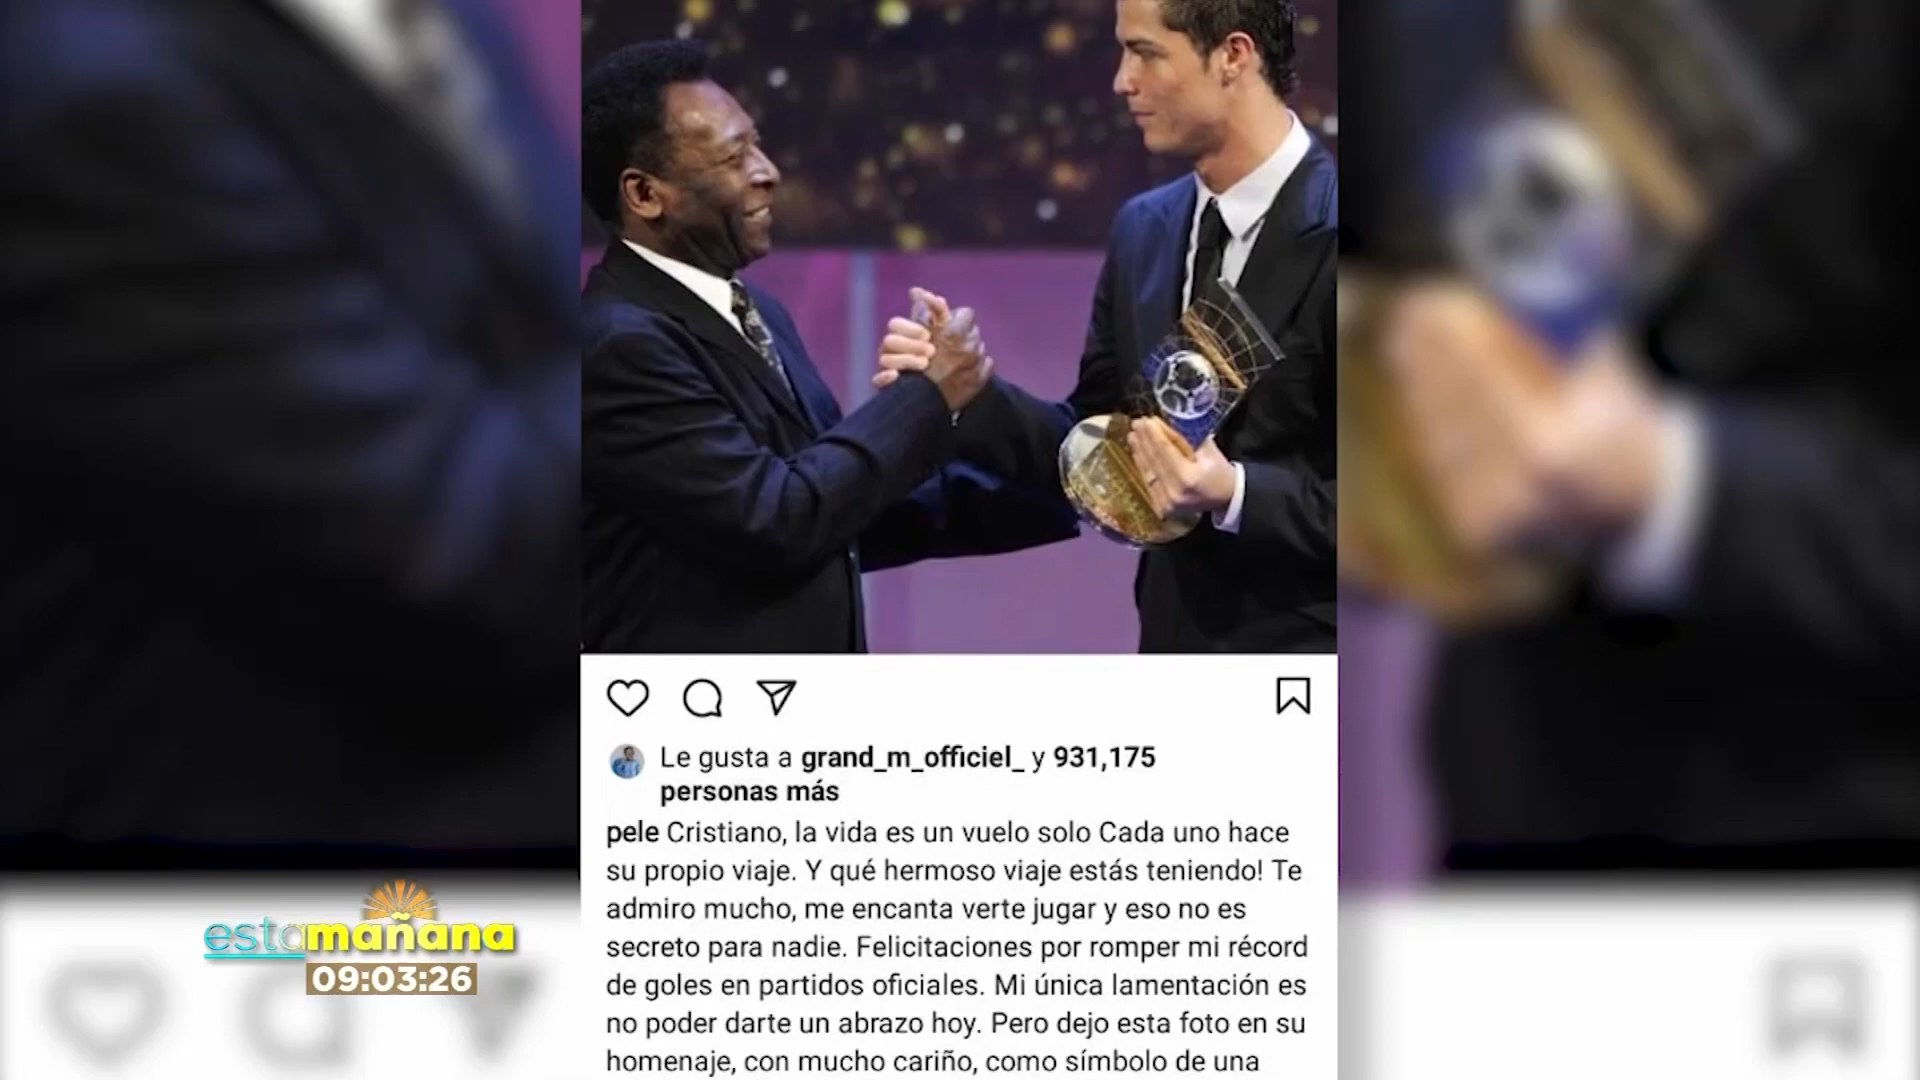 Le gusta a grand_m_officiel_ y 931,175
personas más
pele Cristiano, la vida es un vuelo solo Cada uno hace
su propio viaje. Y qué hermoso viaje estás teniendo! Te
admiro mucho, me encanta verte jugar y eso no es
secreto para nadie. Felicitaciones por romper mi récord
de goles en partidos oficiales. Mi única lamentación es
no poder darte un abrazo hoy. Pero dejo esta foto en su
homenaje, con mucho cariño, como símbolo de una
estamañana
09:03:26